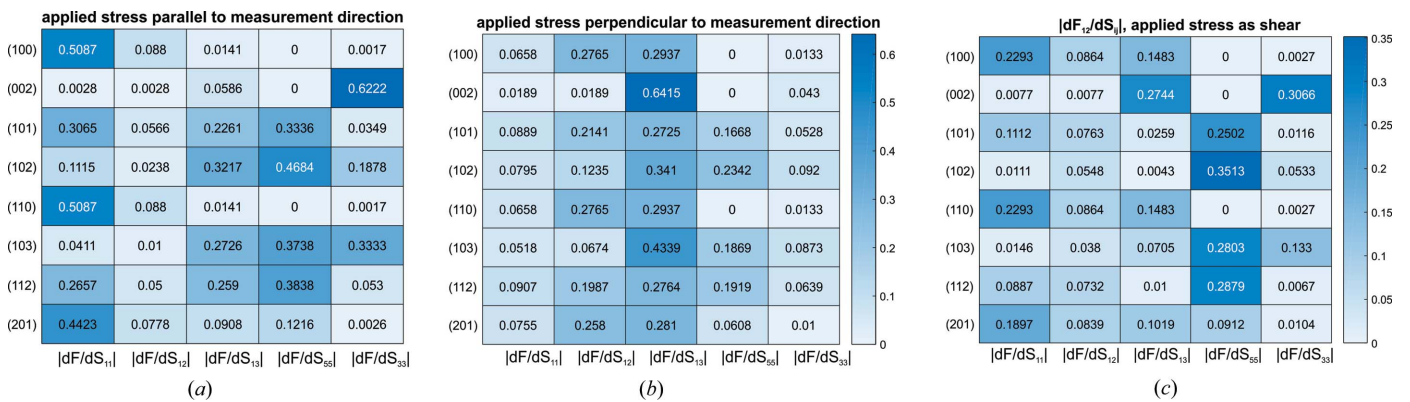 applied stress parallel to measurement direction
(100) 0.5087 0.088 0.0141 0 0.0017
(002) 0.0028 0.0028 0.0586 0 0.6222
(101) 0.3065 0.0566 0.2261 0.3336 0.0349
(102) 0.1115 0.0238 0.3217 0.4684 0.1878
(110) 0.5087 0.088 0.0141 0 0.0017
(103) 0.0411 0.01 0.2726 0.3738 0.3333
(112) 0.2657 0.05 0.259 0.3838 0.053
(201) 0.4423 0.0778 0.0908 0.1216 0.0026
|dF/dS₁₁| |dF/dS₁₂| |dF/dS₁₃| |dF/dS₅₅| |dF/dS₃₃|
(a)
applied stress perpendicular to measurement direction
(100) 0.0658 0.2765 0.2937 0 0.0133
(002) 0.0189 0.0189 0.6415 0 0.043
(101) 0.0889 0.2141 0.2725 0.1668 0.0528
(102) 0.0795 0.1235 0.341 0.2342 0.092
(110) 0.0658 0.2765 0.2937 0 0.0133
(103) 0.0518 0.0674 0.4339 0.1869 0.0873
(112) 0.0907 0.1987 0.2764 0.1919 0.0639
(201) 0.0755 0.258 0.281 0.0608 0.01
|dF/dS₁₁| |dF/dS₁₂| |dF/dS₁₃| |dF/dS₅₅| |dF/dS₃₃|
0.6
0.5
0.4
0.3
0.2
0.1
0
(b)
|dF₁₂/dSᵢⱼ|, applied stress as shear
(100) 0.2293 0.0864 0.1483 0 0.0027
(002) 0.0077 0.0077 0.2744 0 0.3066
(101) 0.1112 0.0763 0.0259 0.2502 0.0116
(102) 0.0111 0.0548 0.0043 0.3513 0.0533
(110) 0.2293 0.0864 0.1483 0 0.0027
(103) 0.0146 0.038 0.0705 0.2803 0.133
(112) 0.0887 0.0732 0.01 0.2879 0.0067
(201) 0.1897 0.0839 0.1019 0.0912 0.0104
|dF/dS₁₁| |dF/dS₁₂| |dF/dS₁₃| |dF/dS₅₅| |dF/dS₃₃|
0.35
0.3
0.25
0.2
0.15
0.1
0.05
0
(c)